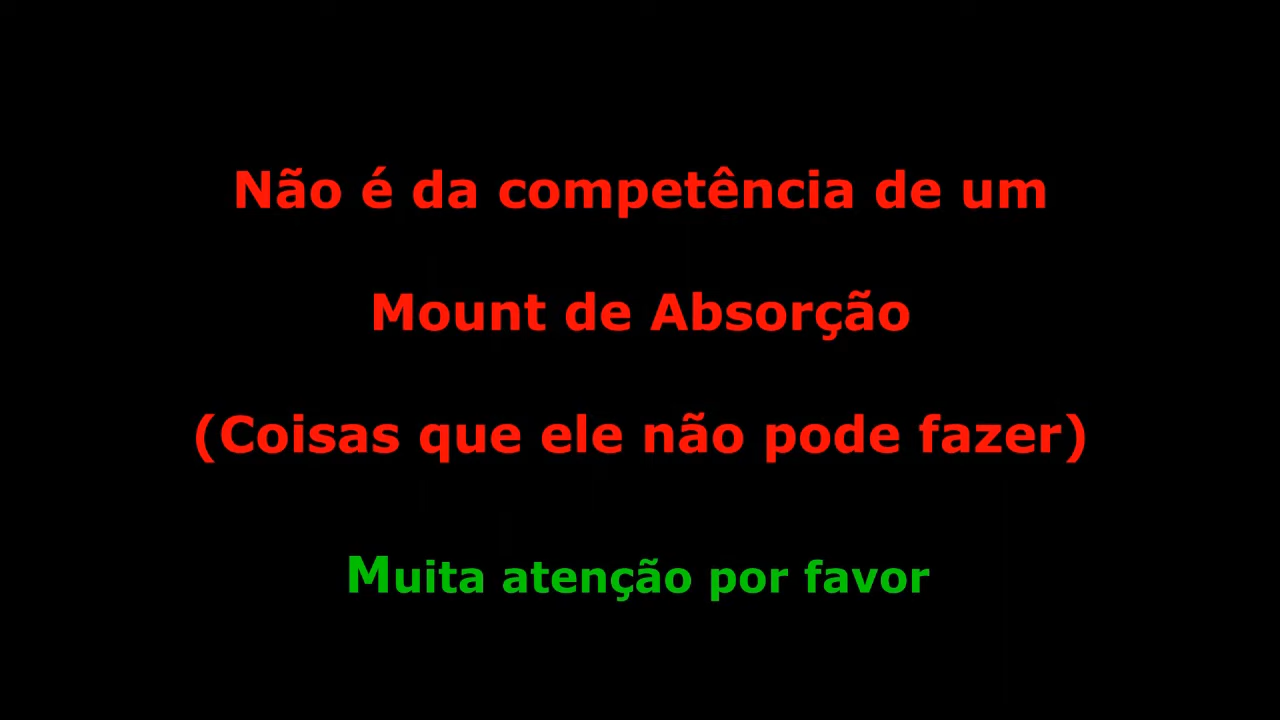 Não é da competência de um
Mount de Absorção
(Coisas que ele não pode fazer)
Muita atenção por favor